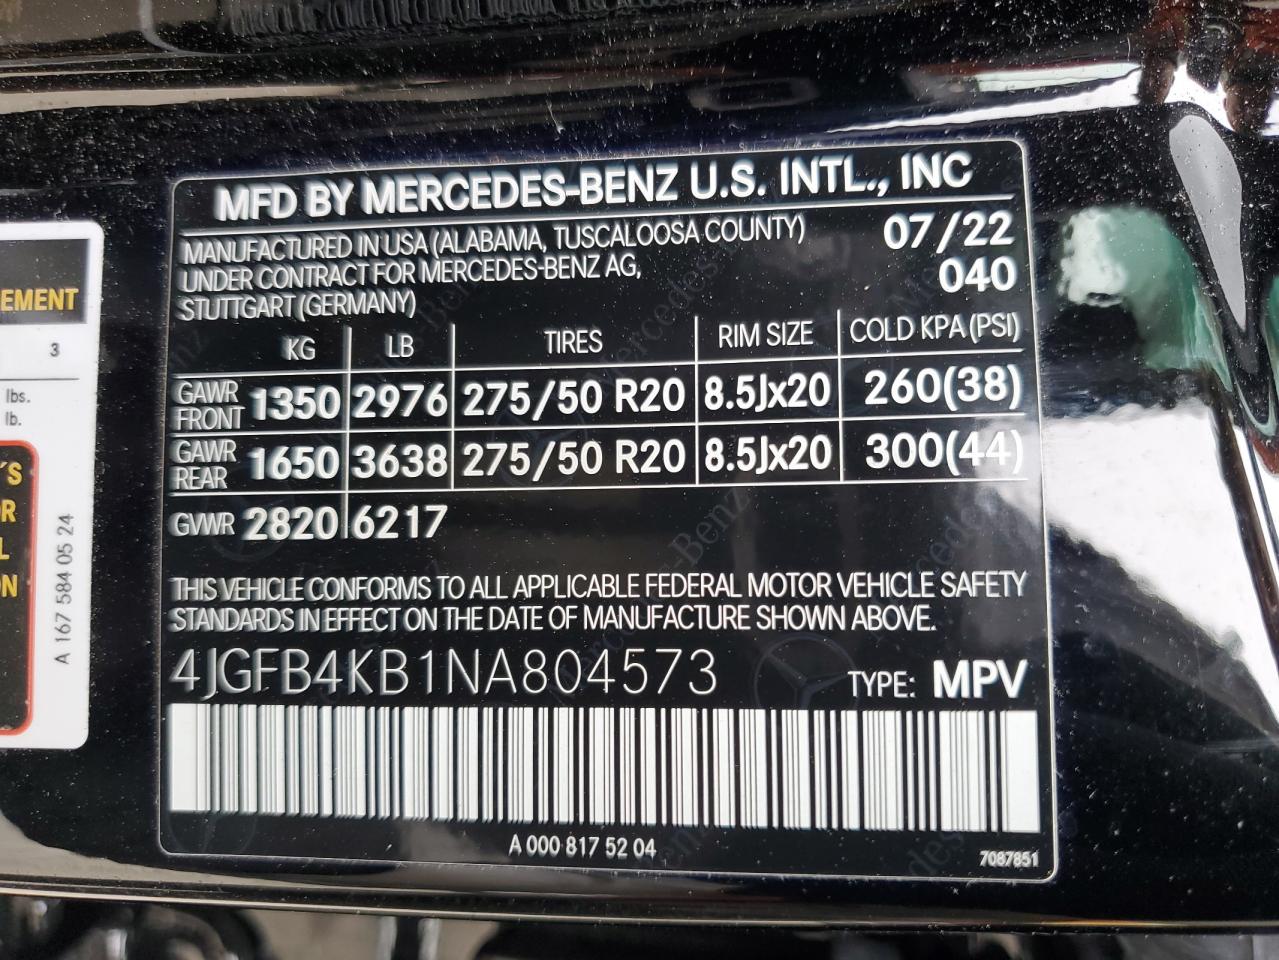 MFD BY MERCEDES-BENZ U.S. INTL., INC
MANUFACTURED IN USA (ALABAMA, TUSCALOOSA COUNTY) 07/22
UNDER CONTRACT FOR MERCEDES-BENZ AG, 040
STUTTGART (GERMANY)
KG LB TIRES RIM SIZE COLD KPA (PSI)
GAWR FRONT 1350 2976 275/50 R20 8.5Jx20 260(38)
GAWR REAR 1650 3638 275/50 R20 8.5Jx20 300(44)
GVWR 2820 6217
THIS VEHICLE CONFORMS TO ALL APPLICABLE FEDERAL MOTOR VEHICLE SAFETY
STANDARDS IN EFFECT ON THE DATE OF MANUFACTURE SHOWN ABOVE.
4JGFB4KB1NA804573 TYPE: MPV
A 000 817 52 04
7087851
EMENT
3
lbs.
lb.
´S
OR
L
ON
A 167 584 05 24